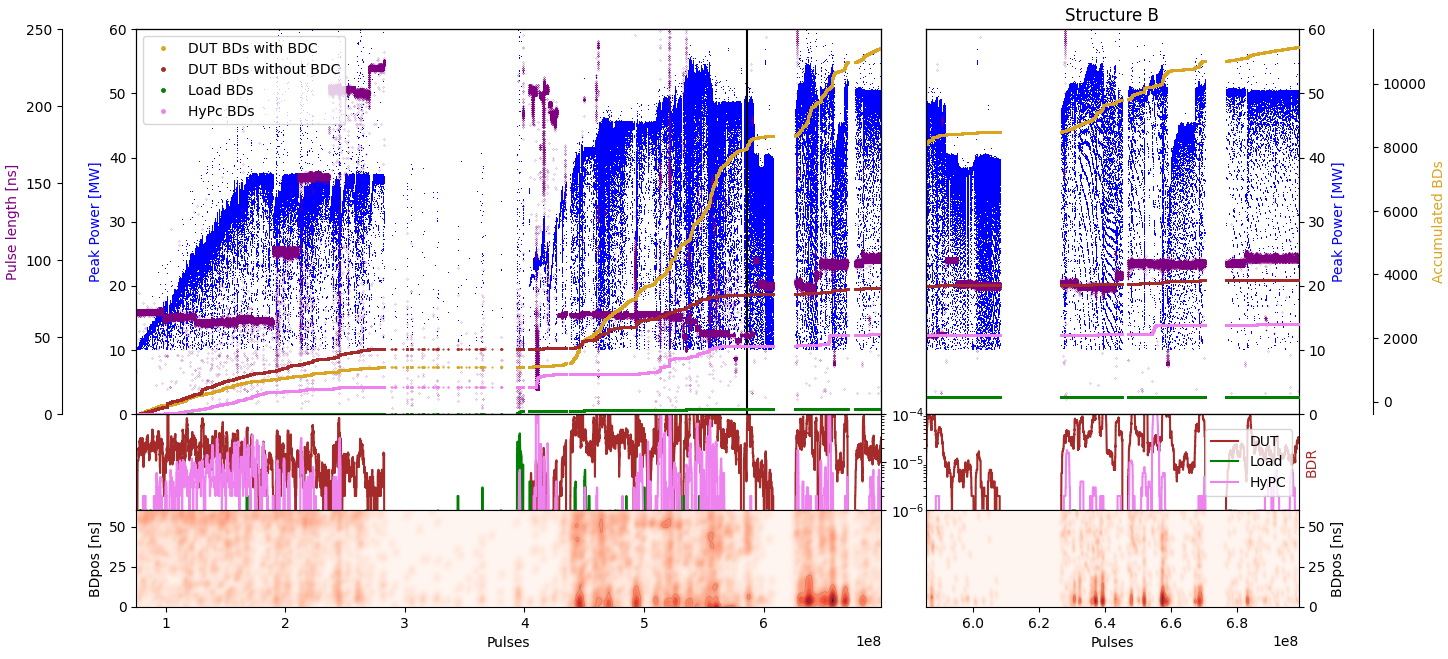 Structure B
250
200
150
100
50
0
Pulse length [ns]
60
50
40
30
20
10
0
Peak Power [MW]
DUT BDs with BDC
DUT BDs without BDC
Load BDs
HyPc BDs
60
50
40
30
20
10
0
Peak Power [MW]
10000
8000
6000
4000
2000
0
Accumulated BDs
10⁻⁴
10⁻⁵
10⁻⁶
DUT
Load
HyPC
BDR
50
25
0
BDpos [ns]
50
25
0
BDpos [ns]
1 2 3 4 5 6
Pulses
1e8
6.0 6.2 6.4 6.6 6.8
Pulses
1e8